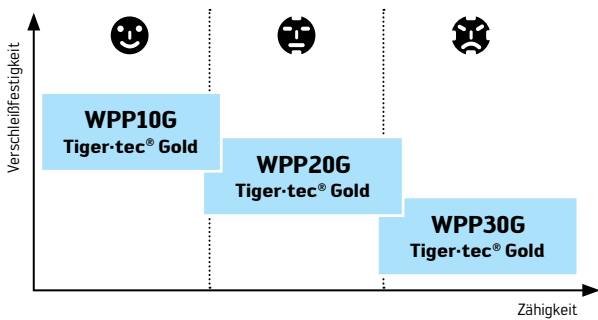 Verschleißfestigkeit
WPP10G
Tiger·tec® Gold
WPP20G
Tiger·tec® Gold
WPP30G
Tiger·tec® Gold
Zähigkeit